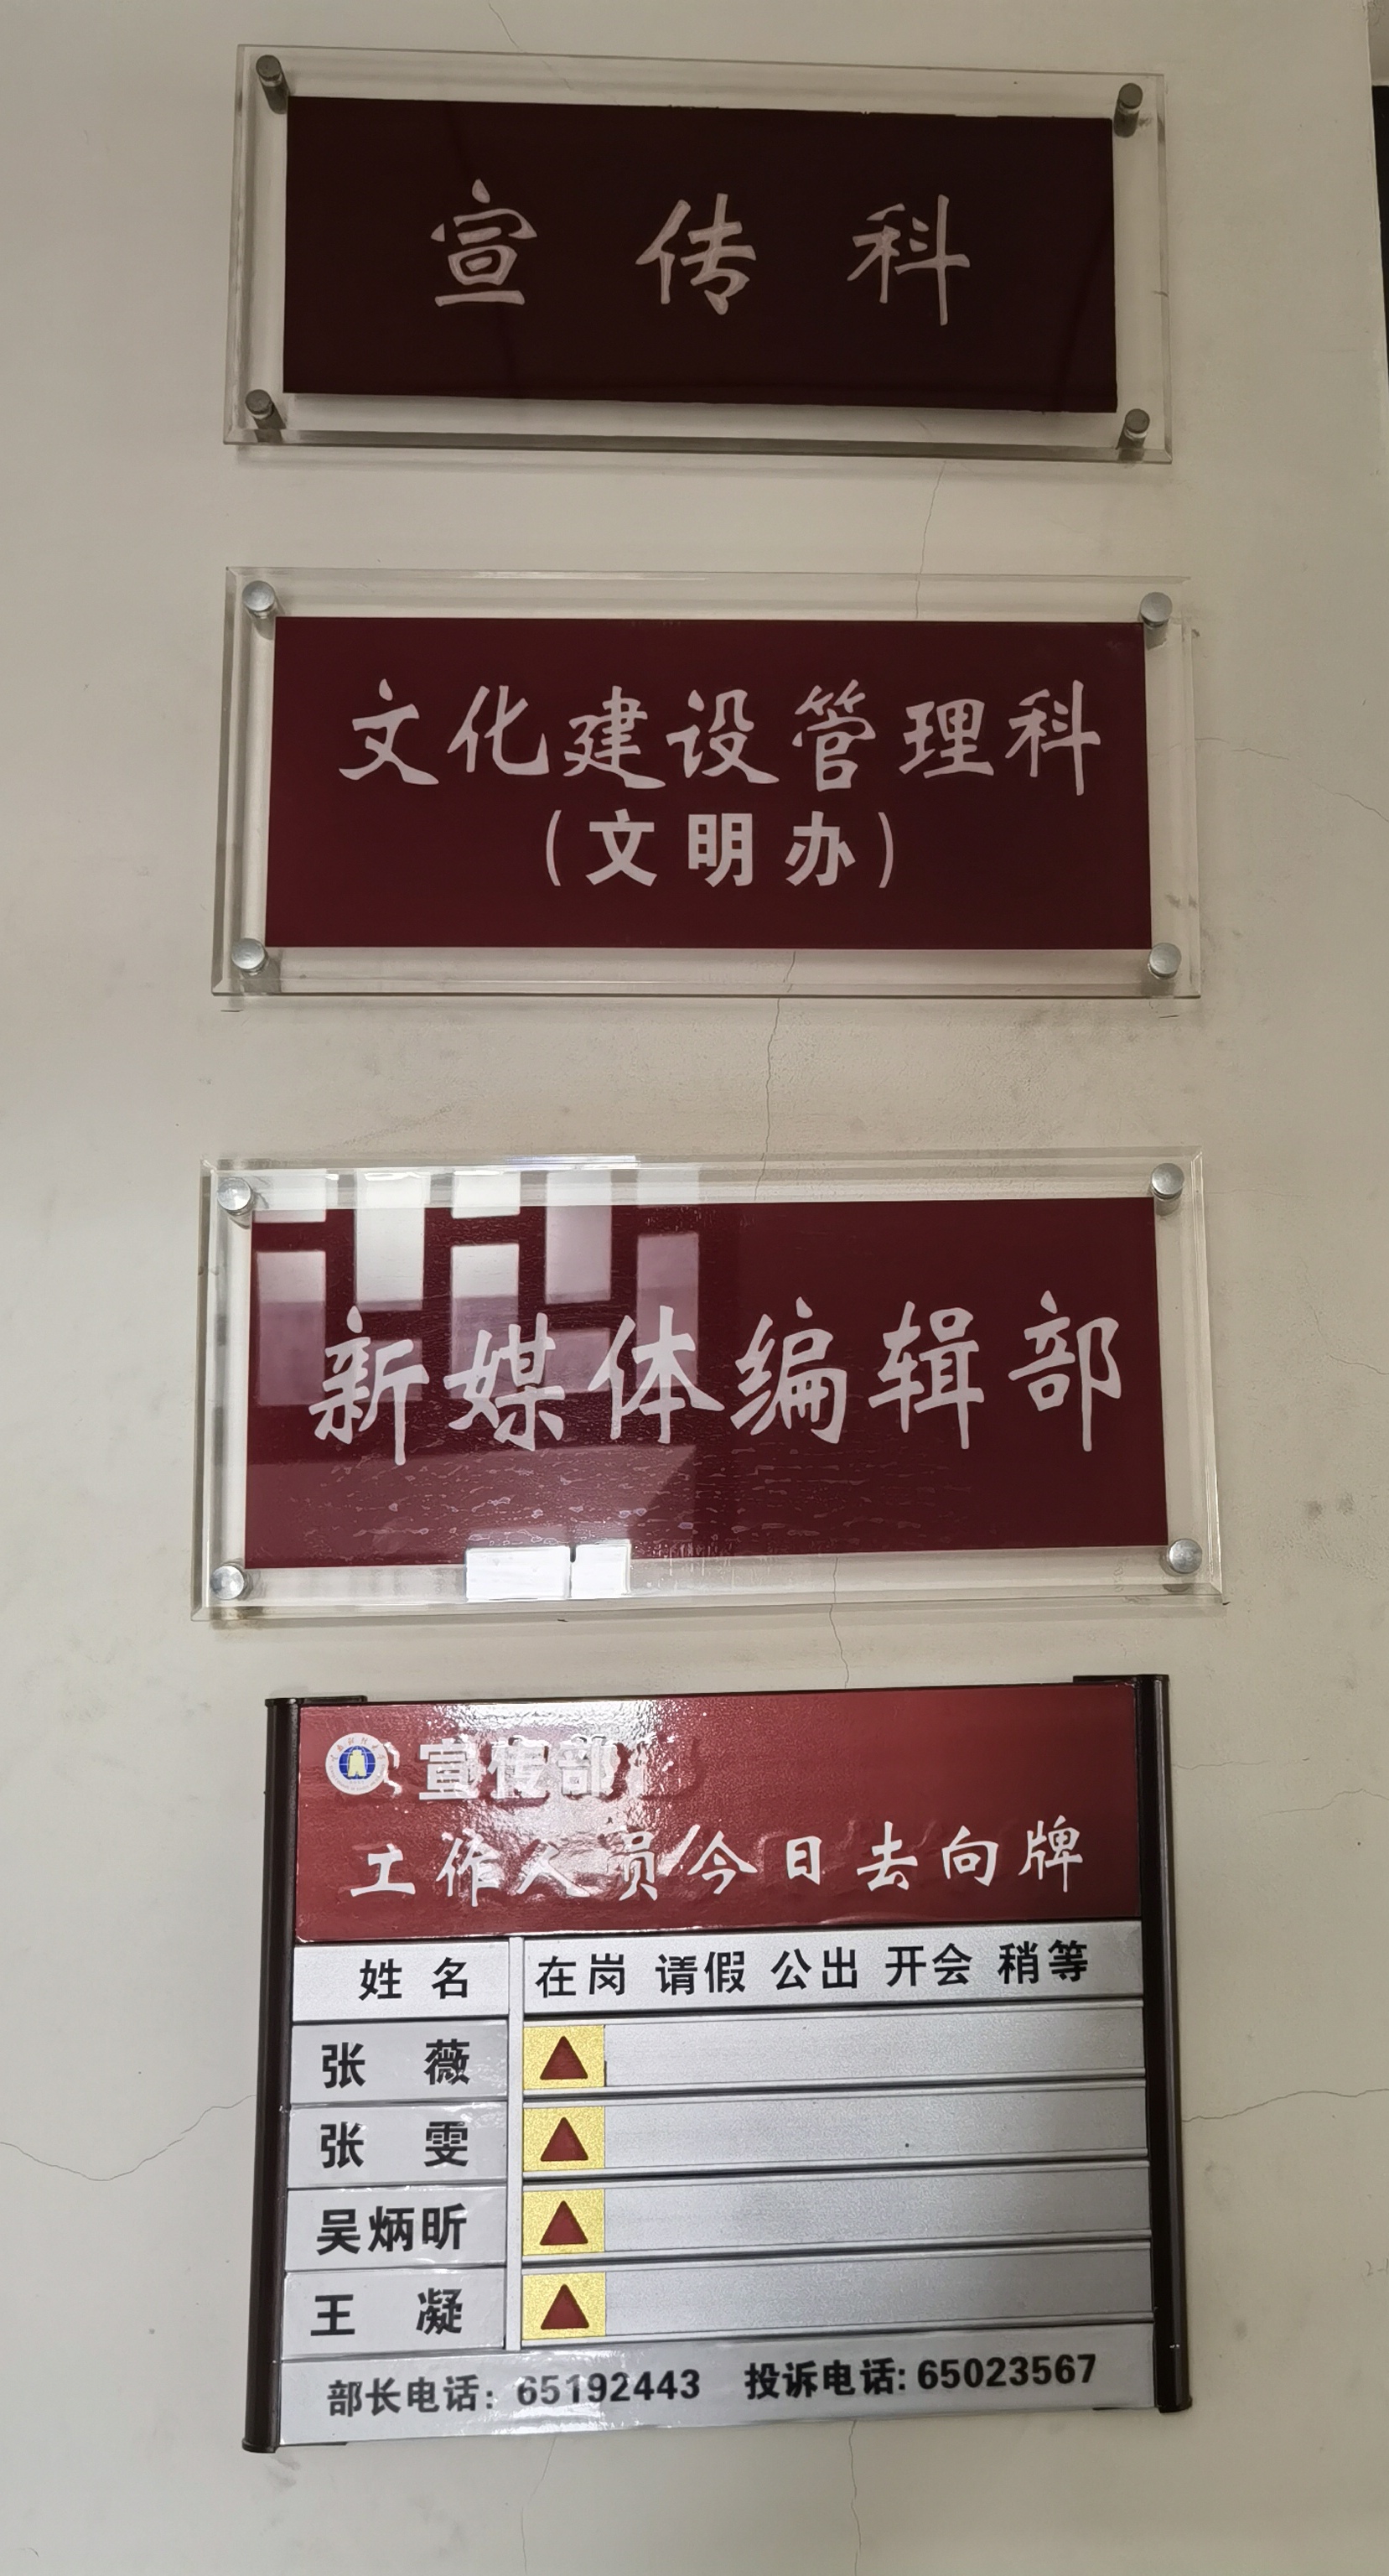 宣传科
文化建设管理科
(文明办)
新媒体编辑部
宣传部
工作人员今日去向牌
姓名 在岗 请假 公出 开会 稍等
张薇
张雯
吴炳昕
王凝
部长电话：65192443 投诉电话:65023567